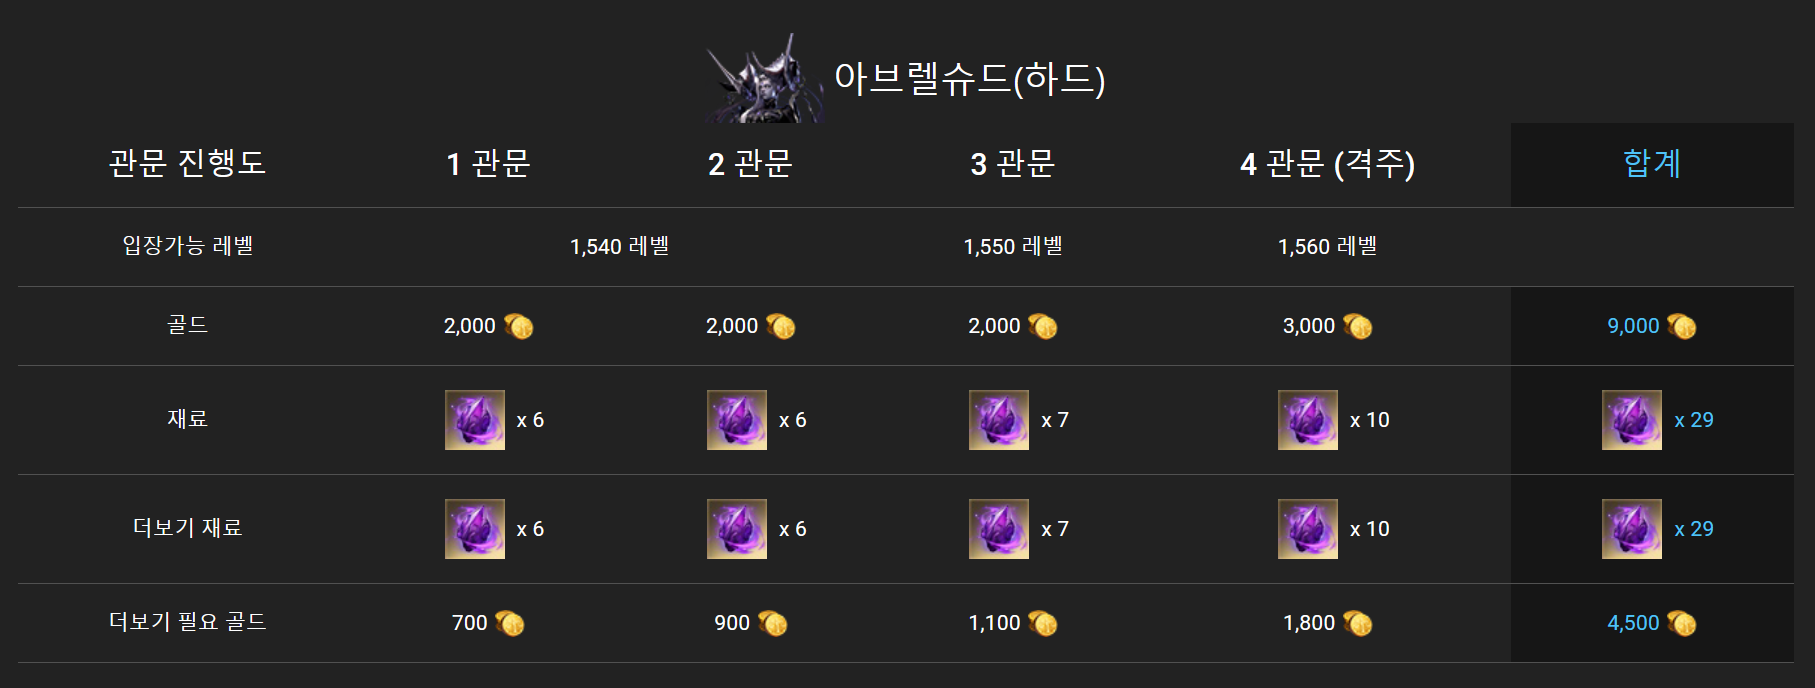 아브렐슈드(하드)
관문 진행도 1 관문 2 관문 3 관문 4 관문 (격주) 합계
입장가능 레벨 1,540 레벨 1,550 레벨 1,560 레벨
골드 2,000 2,000 2,000 3,000 9,000
재료 x 6 x 6 x 7 x 10 x 29
더보기 재료 x 6 x 6 x 7 x 10 x 29
더보기 필요 골드 700 900 1,100 1,800 4,500